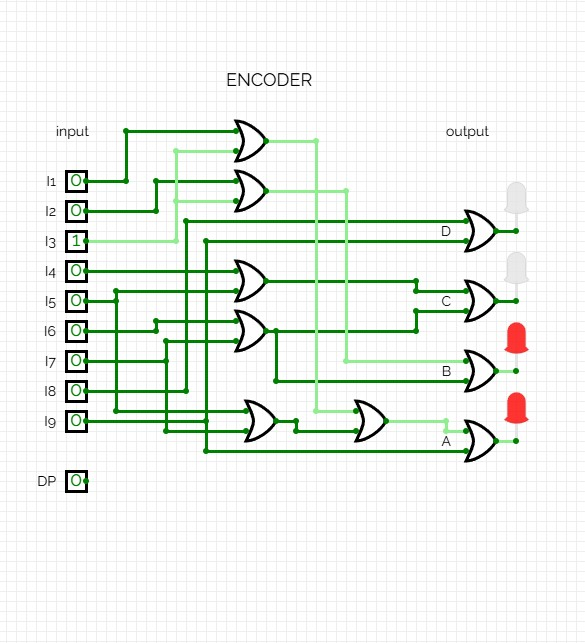 ENCODER
input
output
I1 0
I2 0
I3 1
D
I4 0
I5 0
C
I6 0
I7 0
B
I8 0
I9 0
A
DP 0